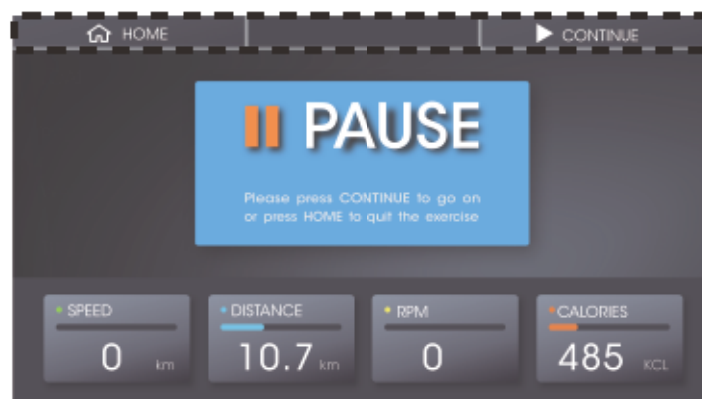 HOME
CONTINUE
PAUSE
Please press CONTINUE to go on
or press HOME to quit the exercise
SPEED
0 km
DISTANCE
10.7 km
RPM
0
CALORIES
485 KCL